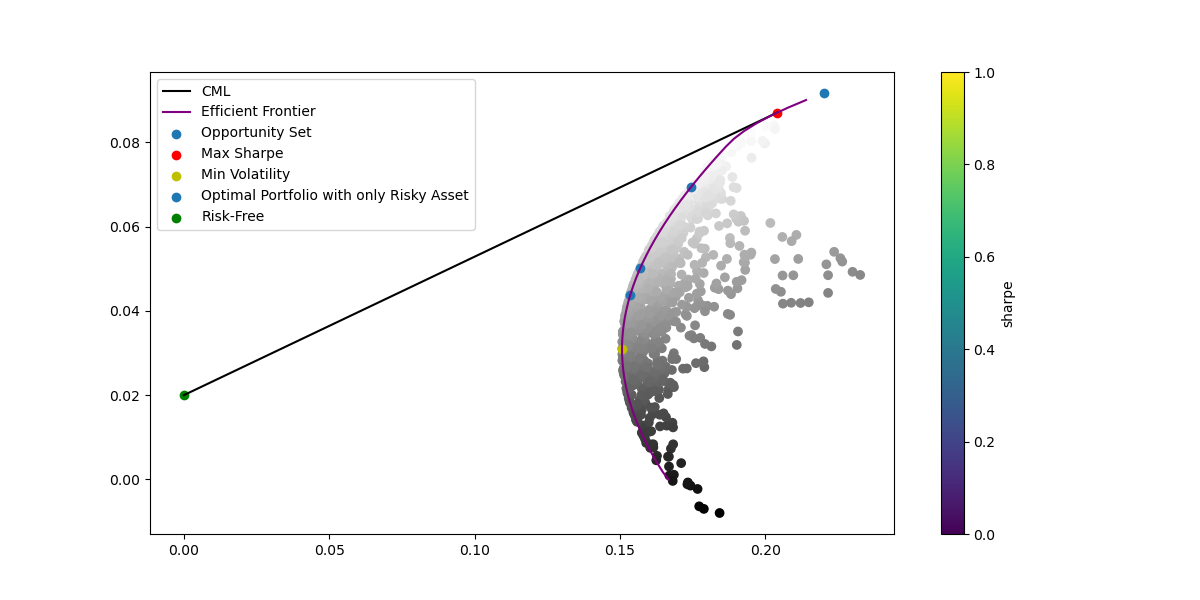 CML
Efficient Frontier
Opportunity Set
Max Sharpe
Min Volatility
Optimal Portfolio with only Risky Asset
Risk-Free
0.08
0.06
0.04
0.02
0.00
0.00 0.05 0.10 0.15 0.20
1.0
0.8
0.6
0.4
0.2
0.0
sharpe